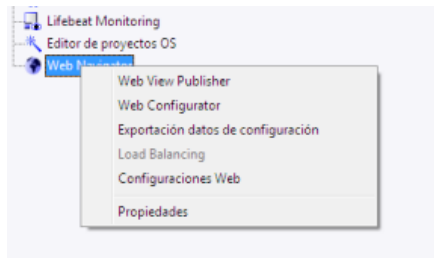 Lifebeat Monitoring
Editor de proyectos OS
Web Navigator
Web View Publisher
Web Configurator
Exportación datos de configuración
Load Balancing
Configuraciones Web
Propiedades